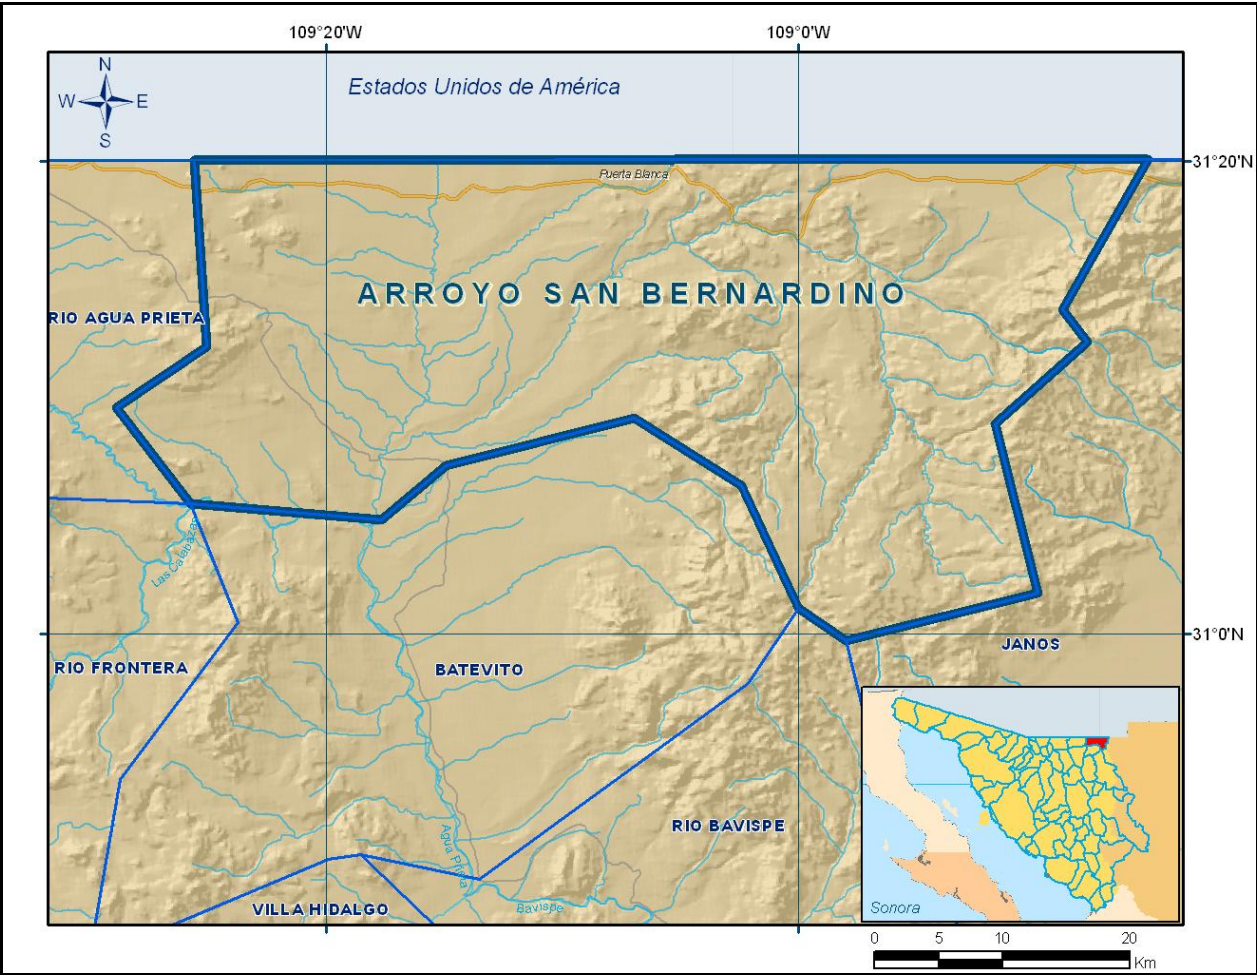 109°20'W
109°0'W
N
W
E
S
Estados Unidos de América
31°20'N
Puerta Blanca
ARROYO SAN BERNARDINO
RIO AGUA PRIETA
Las Calabazas
31°0'N
JANOS
RIO FRONTERA
BATEVITO
RIO BAVISPE
Agua Prieta
VILLA HIDALGO
Bavispe
Sonora
0 5 10 20
Km